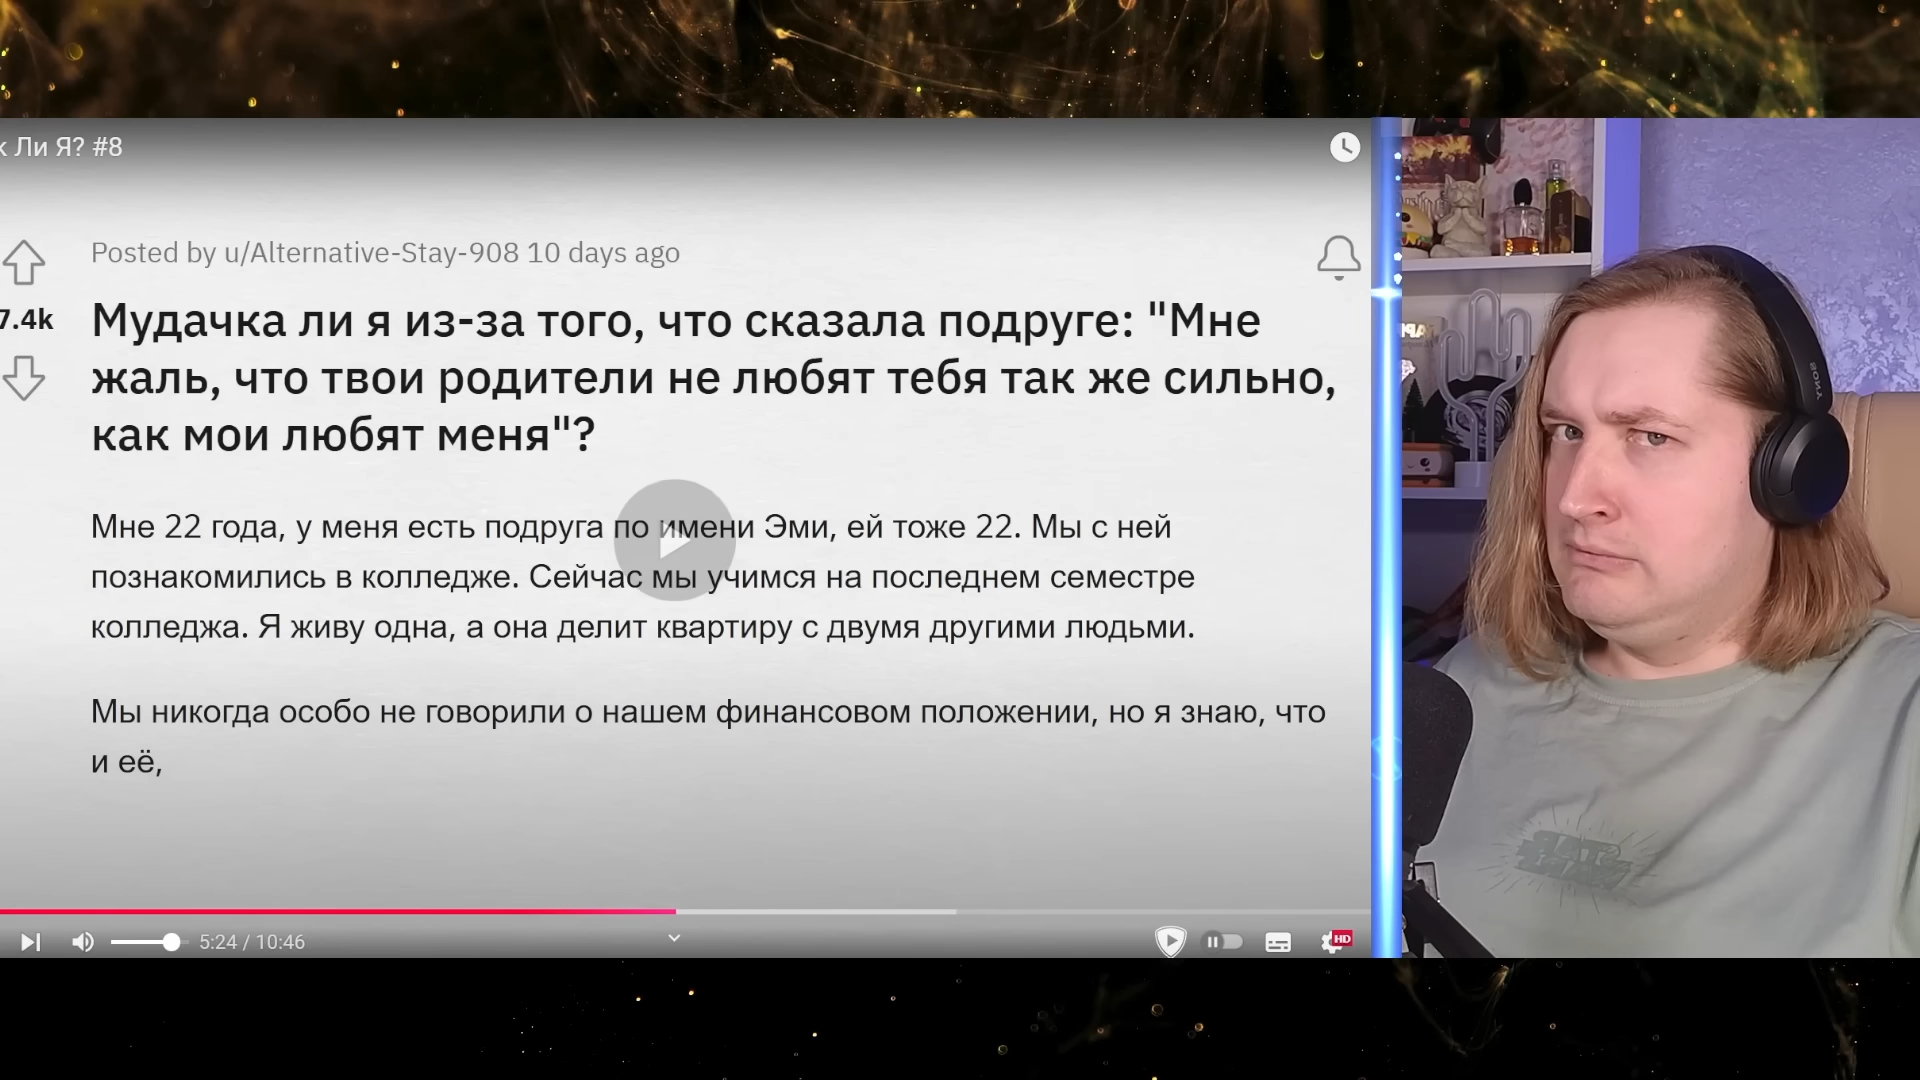 к Ли Я? #8
Posted by u/Alternative-Stay-908 10 days ago
7.4k
Мудачка ли я из-за того, что сказала подруге: "Мне
жаль, что твои родители не любят тебя так же сильно,
как мои любят меня"?
Мне 22 года, у меня есть подруга по имени Эми, ей тоже 22. Мы с ней
познакомились в колледже. Сейчас мы учимся на последнем семестре
колледжа. Я живу одна, а она делит квартиру с двумя другими людьми.
Мы никогда особо не говорили о нашем финансовом положении, но я знаю, что
и её,
5:24 / 10:46
HD
SONY